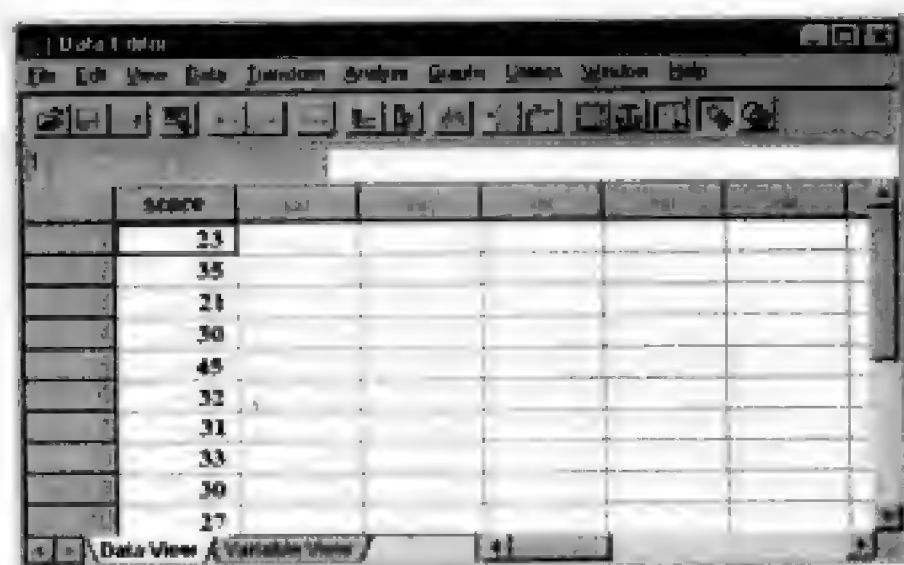 Data Editor
File Edit View Data Transform Analyze Graphs Utilities Window Help
score
23
35
21
30
45
32
31
33
30
27
Data View Variable View